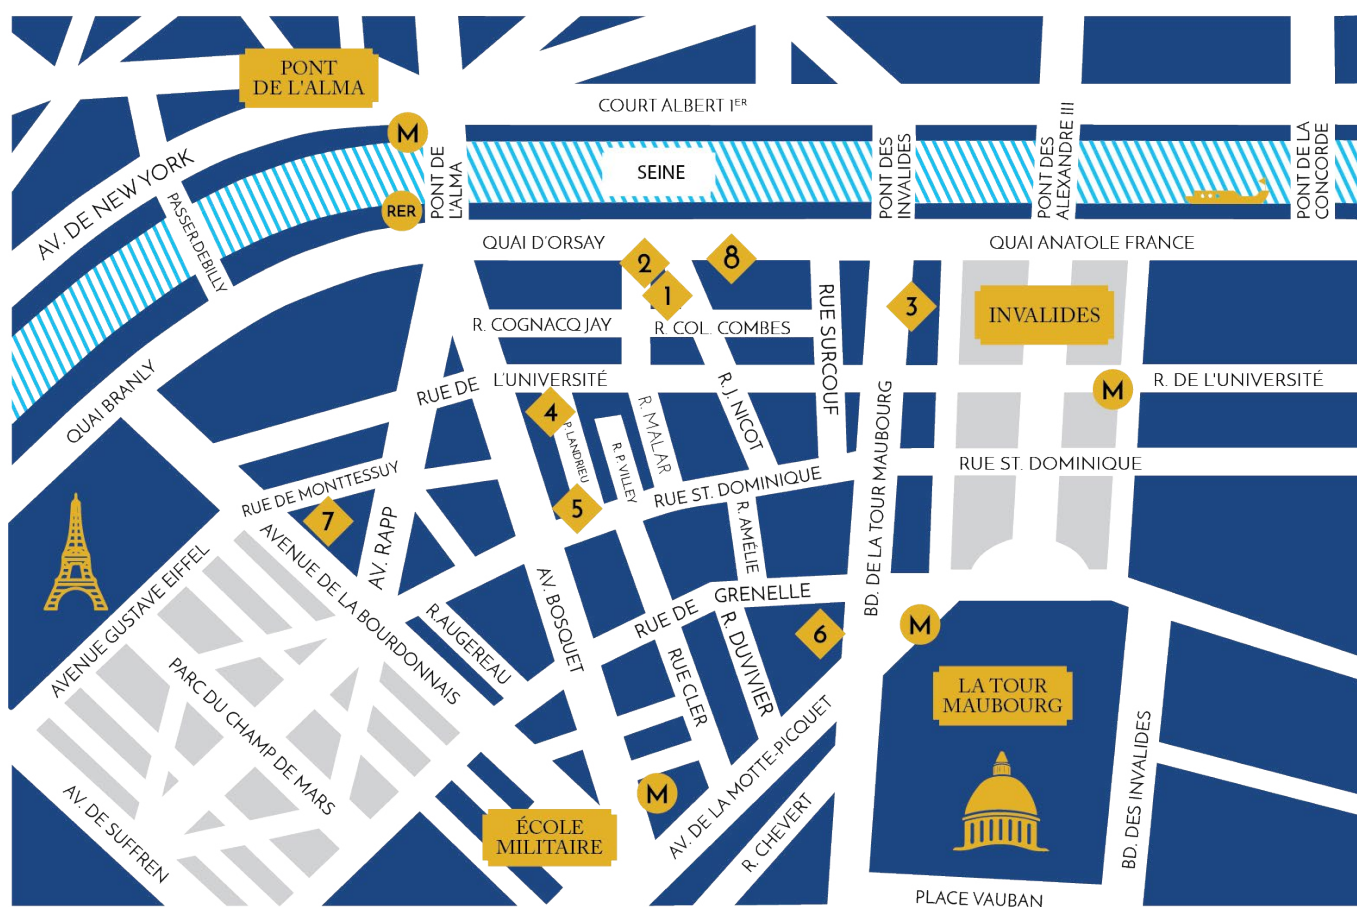 PONT
DE L'ALMA
COURT ALBERT 1ER
M
AV. DE NEW YORK
PASSER.DEBILLY
RER
PONT DE
L'ALMA
SEINE
PONT DES
INVALIDES
PONT DES
ALEXANDRE III
PONT DE LA
CONCORDE
QUAI D'ORSAY
QUAI ANATOLE FRANCE
2
8
1
3
INVALIDES
R. COGNACQ JAY
R. COL. COMBES
RUE SURCOUF
QUAI BRANLY
RUE DE
L'UNIVERSITÉ
M
R. DE L'UNIVERSITÉ
4
P LANDRIEU
R. P. VILLEY
R. MALAR
R. J. NICOT
BD. DE LA TOUR MAUBOURG
RUE ST. DOMINIQUE
RUE ST. DOMINIQUE
RUE DE MONTTESSUY
7
5
AV. RAPP
R. AMÉLIE
AVENUE GUSTAVE EIFFEL
AVENUE DE LA BOURDONNAIS
R.AUGEREAU
AV. BOSQUET
RUE DE
GRENELLE
6
M
R. DUVIVIER
RUE CLER
PARC DU CHAMP DE MARS
LA TOUR
MAUBOURG
AV. DE LA MOTTE-PICQUET
BD. DES INVALIDES
M
AV. DE SUFFREN
ÉCOLE
MILITAIRE
R. CHEVERT
PLACE VAUBAN